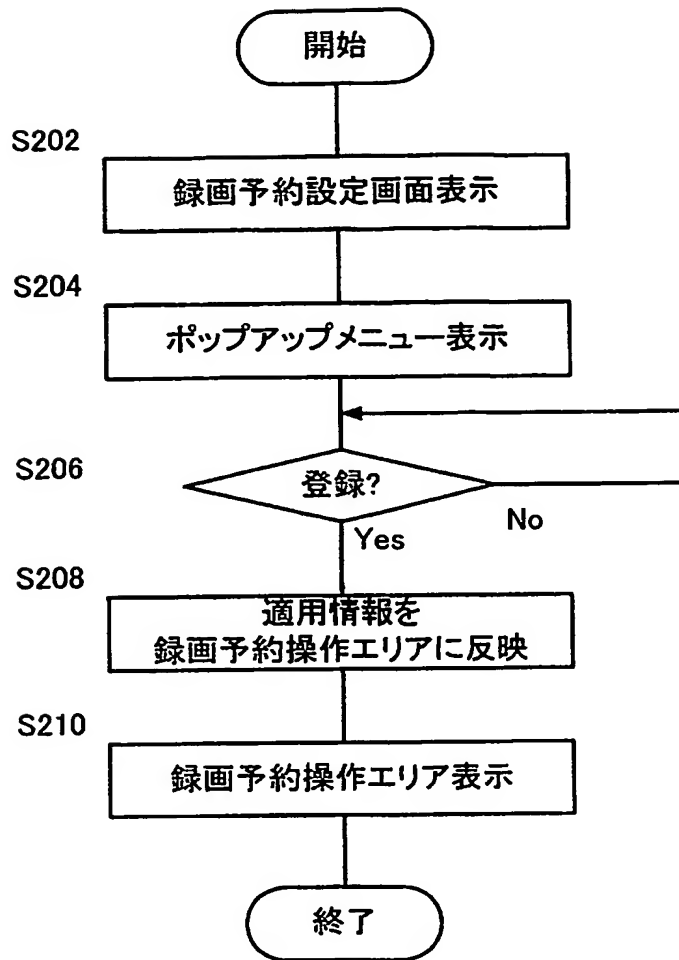 開始
S202
録画予約設定画面表示
S204
ポップアップメニュー表示
S206
登録?
No
Yes
S208
適用情報を
録画予約操作エリアに反映
S210
録画予約操作エリア表示
終了